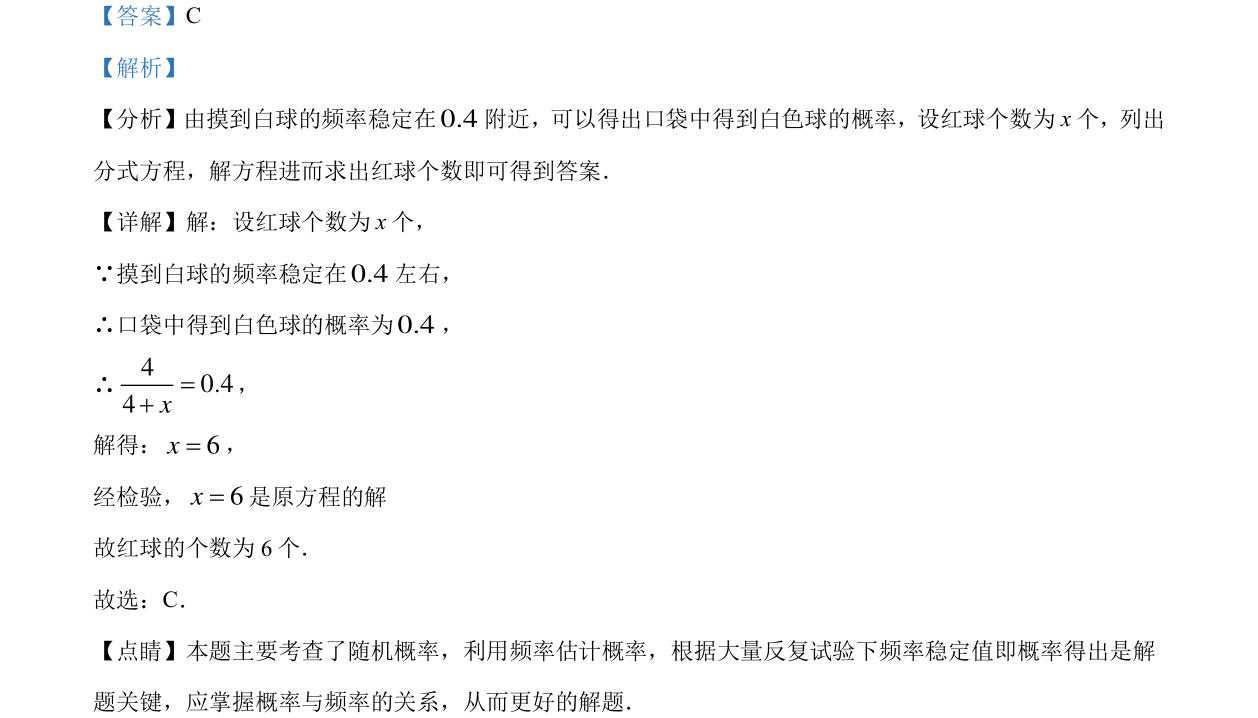 【答案】C
【解析】
【分析】由摸到白球的频率稳定在0.4附近，可以得出口袋中得到白色球的概率，设红球个数为x个，列出
分式方程，解方程进而求出红球个数即可得到答案．
【详解】解：设红球个数为x个，
∵摸到白球的频率稳定在0.4左右，
∴口袋中得到白色球的概率为0.4，
∴4/(4+x)=0.4，
解得：x=6，
经检验，x=6是原方程的解
故红球的个数为6个．
故选：C．
【点睛】本题主要考查了随机概率，利用频率估计概率，根据大量反复试验下频率稳定值即概率得出是解
题关键，应掌握概率与频率的关系，从而更好的解题．